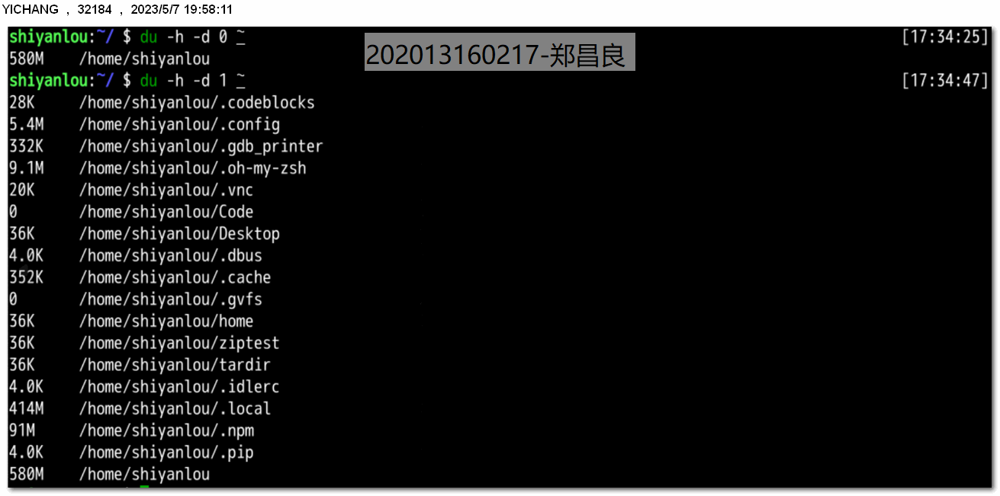 YICHANG , 32184 , 2023/5/7 19:58:11
shiyanlou:~/ $ du -h -d 0 ~ [17:34:25]
202013160217-郑昌良
580M /home/shiyanlou
shiyanlou:~/ $ du -h -d 1 ~ [17:34:47]
28K /home/shiyanlou/.codeblocks
5.4M /home/shiyanlou/.config
332K /home/shiyanlou/.gdb_printer
9.1M /home/shiyanlou/.oh-my-zsh
20K /home/shiyanlou/.vnc
0 /home/shiyanlou/Code
36K /home/shiyanlou/Desktop
4.0K /home/shiyanlou/.dbus
352K /home/shiyanlou/.cache
0 /home/shiyanlou/.gvfs
36K /home/shiyanlou/home
36K /home/shiyanlou/ziptest
36K /home/shiyanlou/tardir
4.0K /home/shiyanlou/.idlerc
414M /home/shiyanlou/.local
91M /home/shiyanlou/.npm
4.0K /home/shiyanlou/.pip
580M /home/shiyanlou